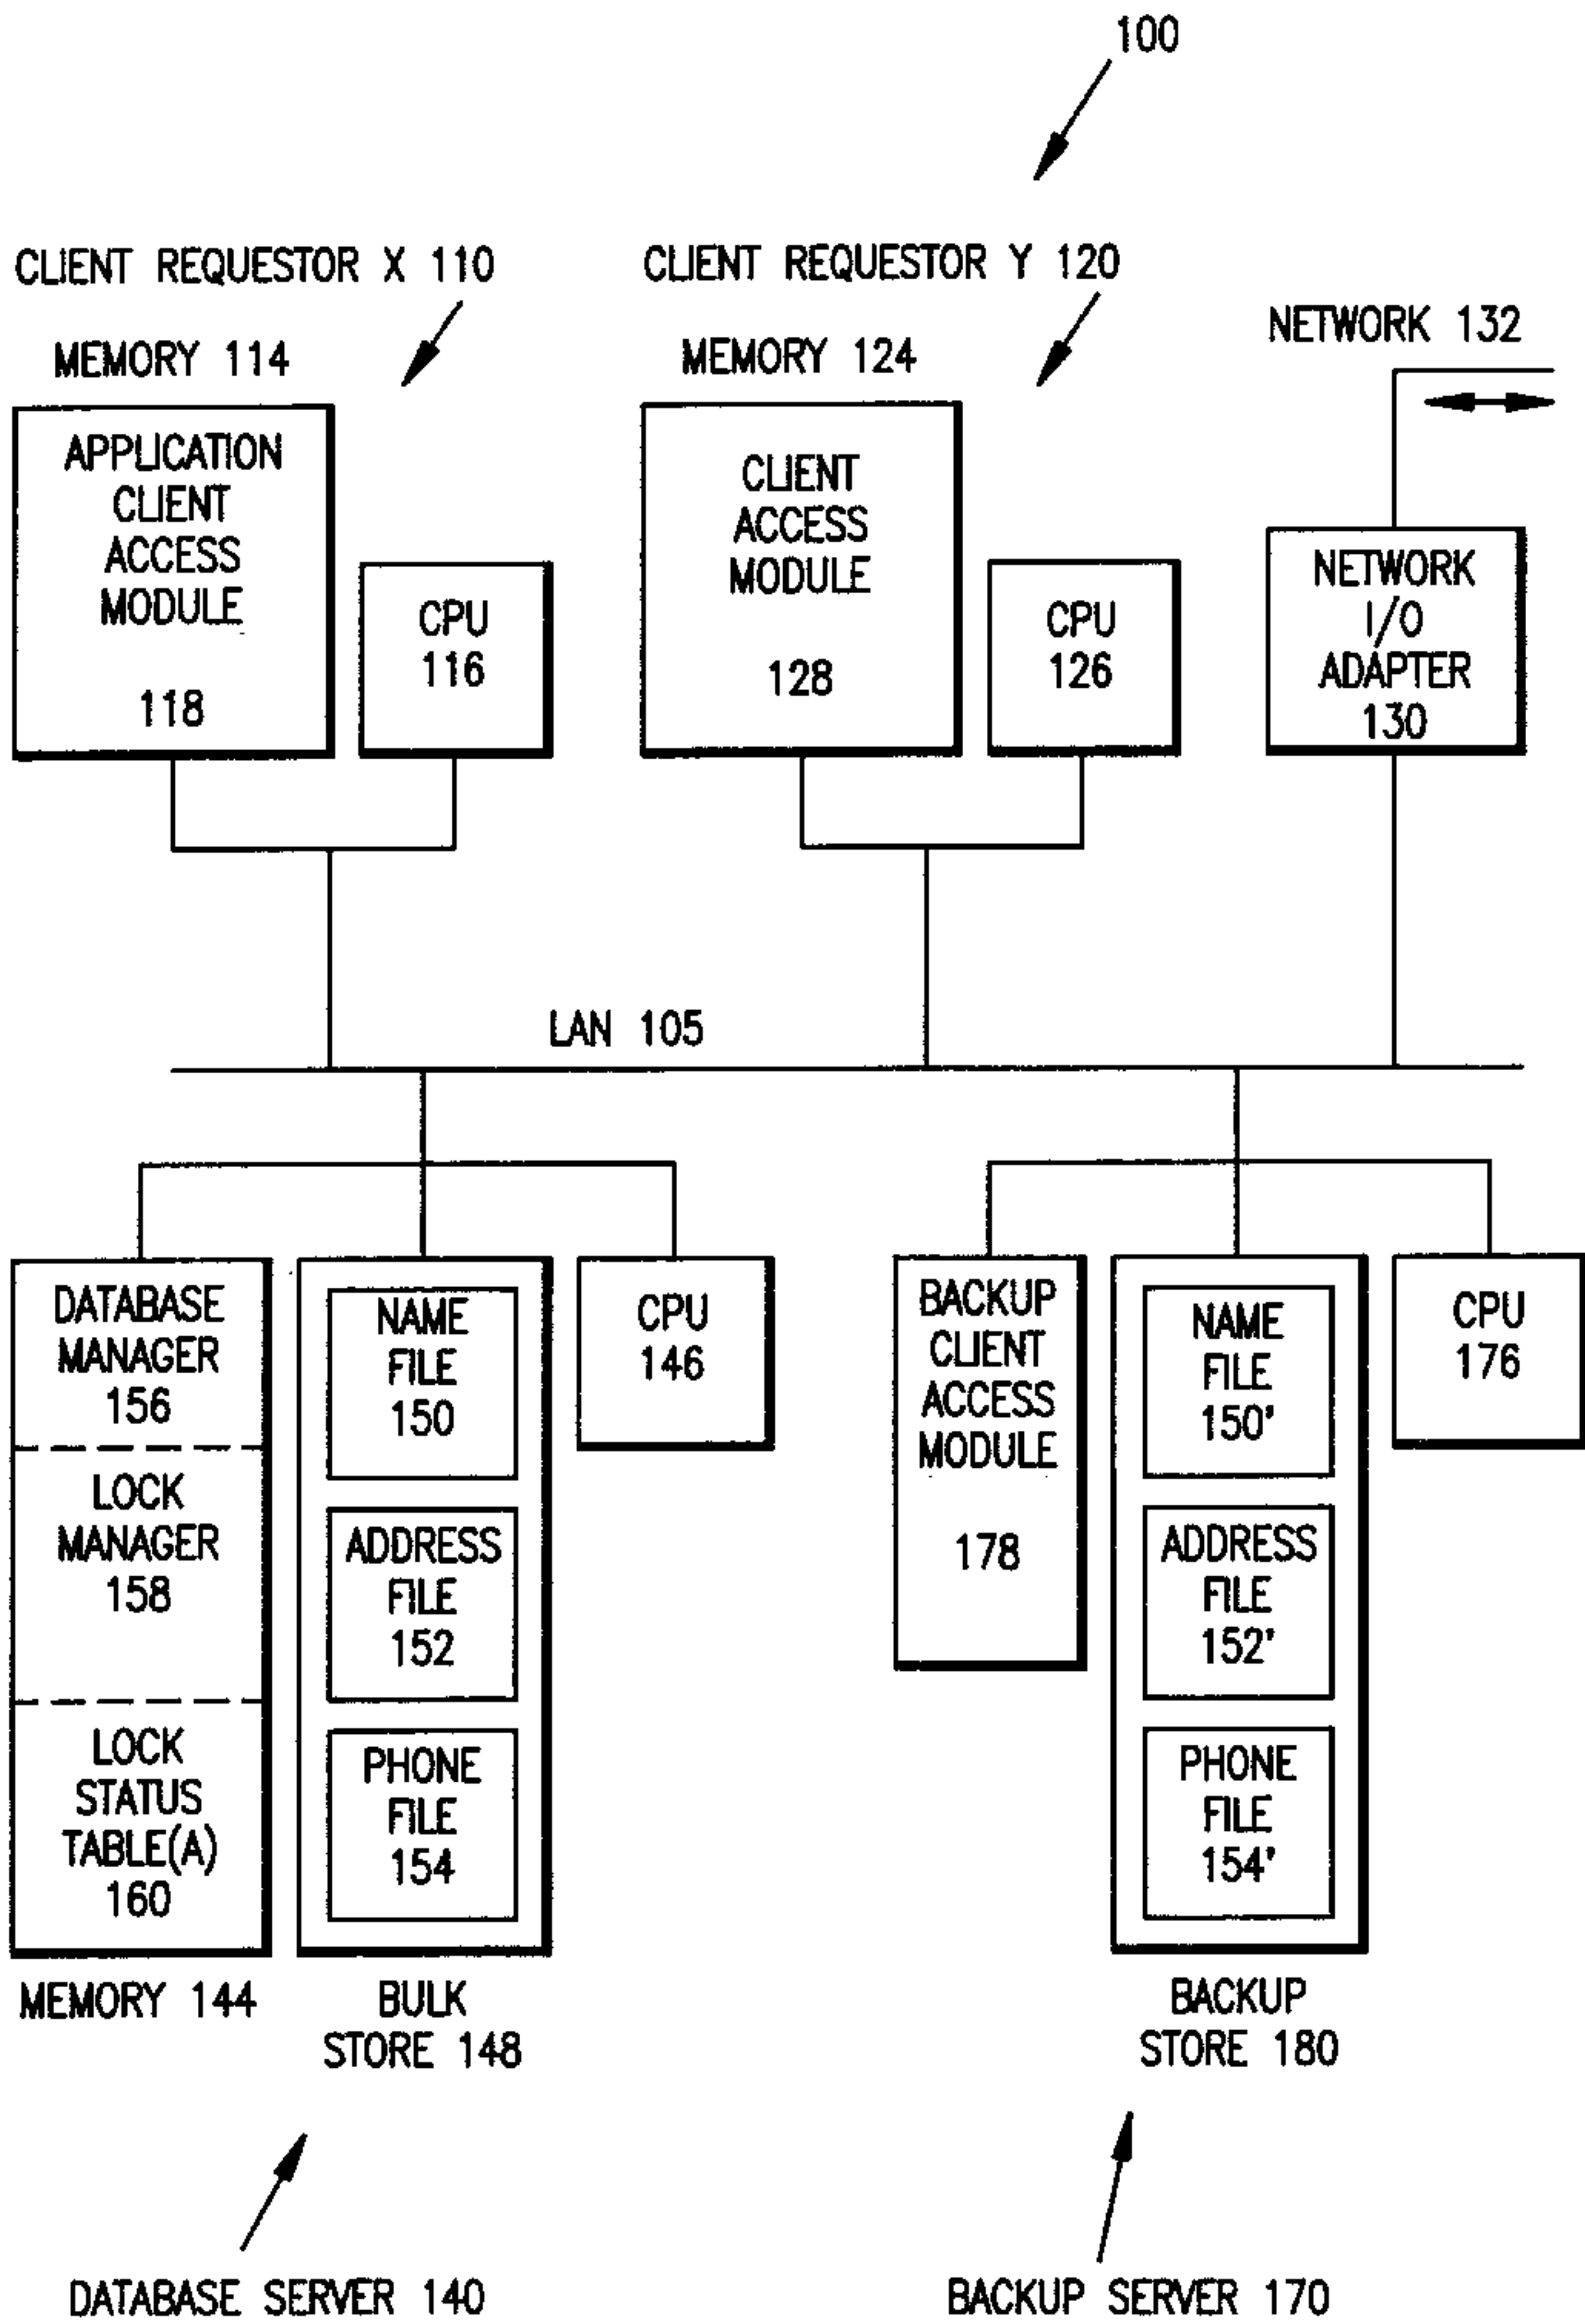 100
CLIENT REQUESTOR X 110
CLIENT REQUESTOR Y 120
NETWORK 132
MEMORY 114
MEMORY 124
APPLICATION
CLIENT
ACCESS
MODULE
118
CPU
116
CLIENT
ACCESS
MODULE
128
CPU
126
NETWORK
I/O
ADAPTER
130
LAN 105
DATABASE
MANAGER
156
LOCK
MANAGER
158
LOCK
STATUS
TABLE(A)
160
MEMORY 144
NAME
FILE
150
ADDRESS
FILE
152
PHONE
FILE
154
BULK
STORE 148
CPU
146
BACKUP
CLIENT
ACCESS
MODULE
178
NAME
FILE
150'
ADDRESS
FILE
152'
PHONE
FILE
154'
BACKUP
STORE 180
CPU
176
DATABASE SERVER 140
BACKUP SERVER 170